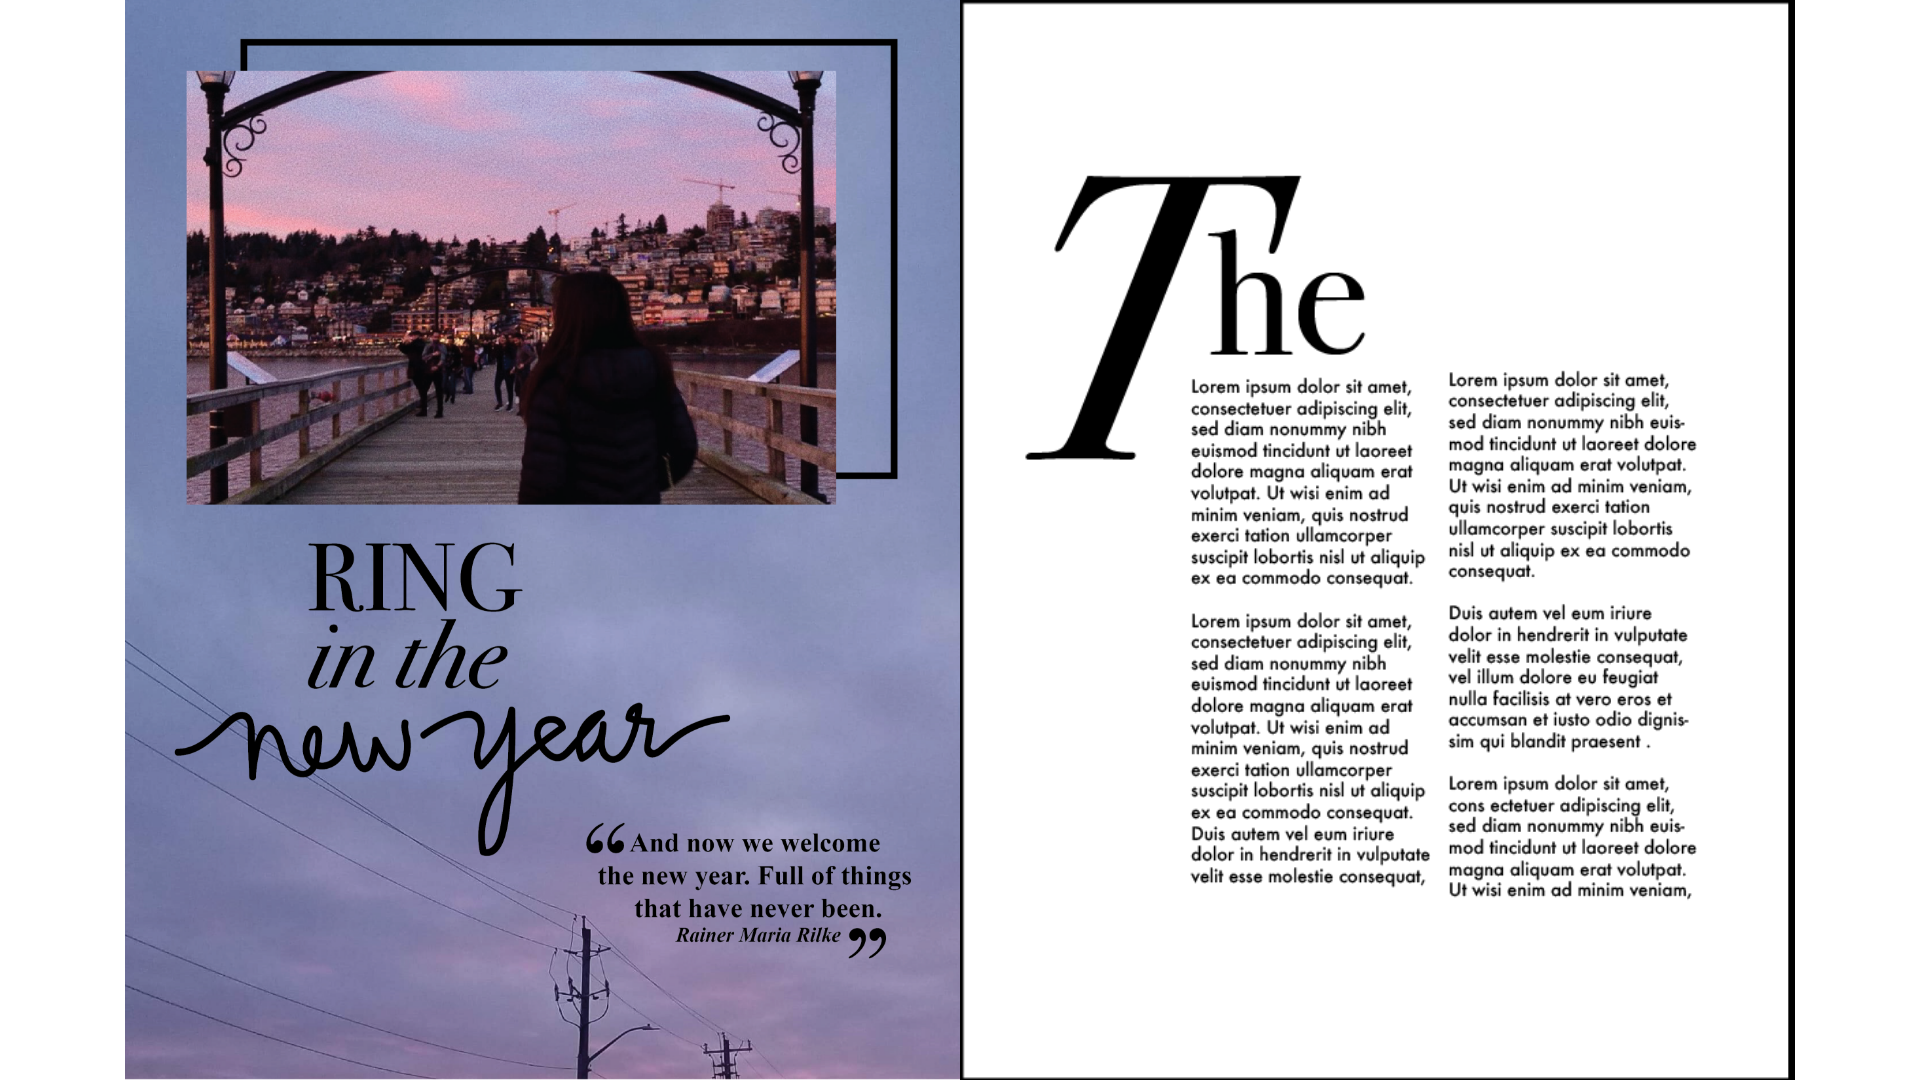 RING
in the
new year
“And now we welcome
the new year. Full of things
that have never been.
Rainer Maria Rilke ”
The
Lorem ipsum dolor sit amet,
consectetuer adipiscing elit,
sed diam nonummy nibh
euismod tincidunt ut laoreet
dolore magna aliquam erat
volutpat. Ut wisi enim ad
minim veniam, quis nostrud
exerci tation ullamcorper
suscipit lobortis nisl ut aliquip
ex ea commodo consequat.
Lorem ipsum dolor sit amet,
consectetuer adipiscing elit,
sed diam nonummy nibh
euismod tincidunt ut laoreet
dolore magna aliquam erat
volutpat. Ut wisi enim ad
minim veniam, quis nostrud
exerci tation ullamcorper
suscipit lobortis nisl ut aliquip
ex ea commodo consequat.
Duis autem vel eum iriure
dolor in hendrerit in vulputate
velit esse molestie consequat,
Lorem ipsum dolor sit amet,
consectetuer adipiscing elit,
sed diam nonummy nibh euis-
mod tincidunt ut laoreet dolore
magna aliquam erat volutpat.
Ut wisi enim ad minim veniam,
quis nostrud exerci tation
ullamcorper suscipit lobortis
nisl ut aliquip ex ea commodo
consequat.
Duis autem vel eum iriure
dolor in hendrerit in vulputate
velit esse molestie consequat,
vel illum dolore eu feugiat
nulla facilisis at vero eros et
accumsan et iusto odio dignis-
sim qui blandit praesent .
Lorem ipsum dolor sit amet,
cons ectetuer adipiscing elit,
sed diam nonummy nibh euis-
mod tincidunt ut laoreet dolore
magna aliquam erat volutpat.
Ut wisi enim ad minim veniam,